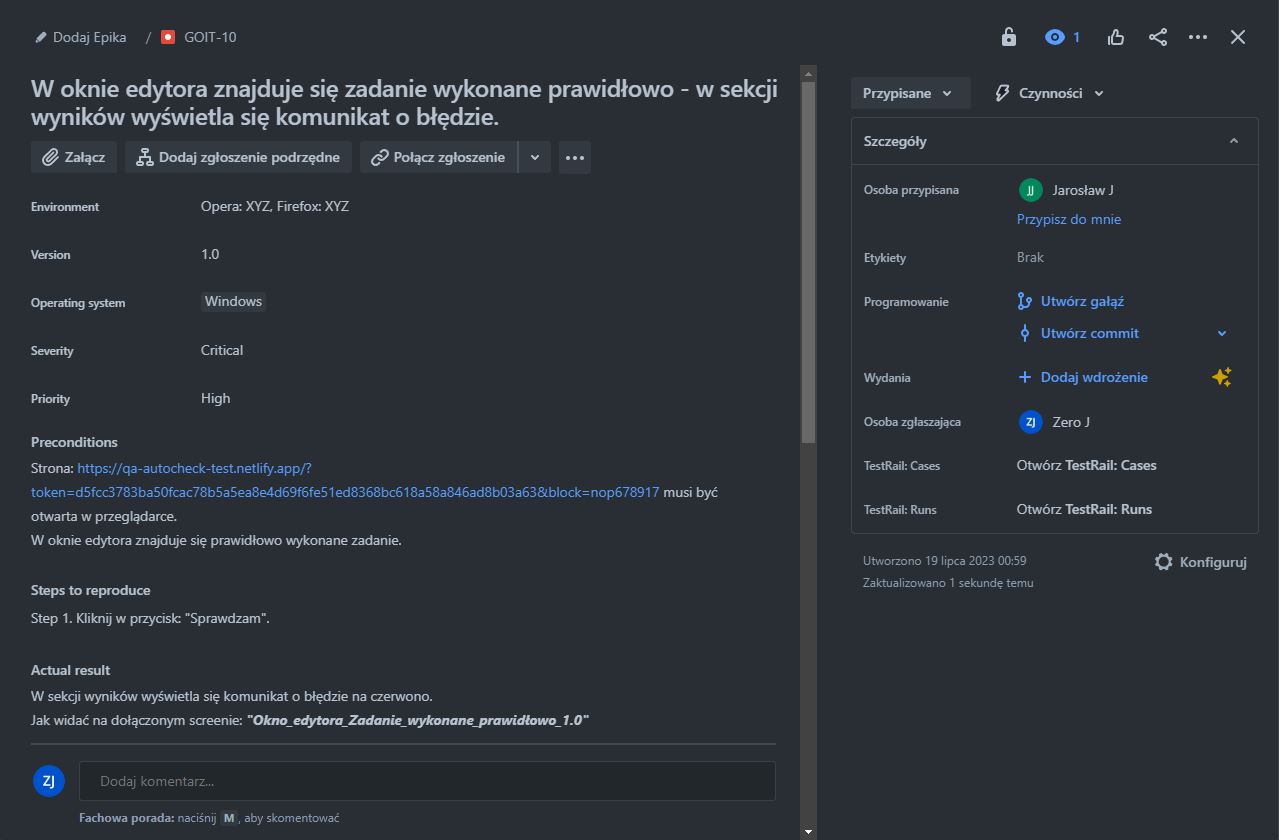 Dodaj Epika / GOIT-10
1
W oknie edytora znajduje się zadanie wykonane prawidłowo - w sekcji
wyników wyświetla się komunikat o błędzie.
Załącz Dodaj zgłoszenie podrzędne Połącz zgłoszenie
Environment Opera: XYZ, Firefox: XYZ
Version 1.0
Operating system Windows
Severity Critical
Priority High
Preconditions
Strona: https://qa-autocheck-test.netlify.app/?
token=d5fcc3783ba50fcac78b5a5ea8e4d69f6fe51ed8368bc618a58a846ad8b03a63&block=nop678917 musi być
otwarta w przeglądarce.
W oknie edytora znajduje się prawidłowo wykonane zadanie.
Steps to reproduce
Step 1. Kliknij w przycisk: "Sprawdzam".
Actual result
W sekcji wyników wyświetla się komunikat o błędzie na czerwono.
Jak widać na dołączonym screenie: "Okno_edytora_Zadanie_wykonane_prawidłowo_1.0"
ZJ Dodaj komentarz...
Fachowa porada: naciśnij M , aby skomentować
Przypisane Czynności
Szczegóły
Osoba przypisana JJ Jarosław J
Przypisz do mnie
Etykiety Brak
Programowanie Utwórz gałąź
Utwórz commit
Wydania Dodaj wdrożenie
Osoba zgłaszająca ZJ Zero J
TestRail: Cases Otwórz TestRail: Cases
TestRail: Runs Otwórz TestRail: Runs
Utworzono 19 lipca 2023 00:59 Konfiguruj
Zaktualizowano 1 sekundę temu